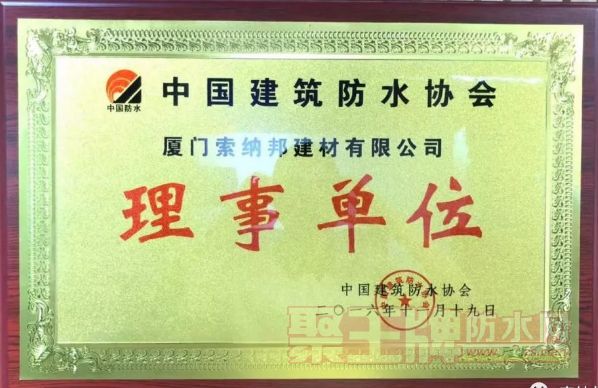 中国防水
中国建筑防水协会
厦门索纳邦建材有限公司
理事单位
中国建筑防水协会
二〇一六年十一月十九日
聚王牌防水网